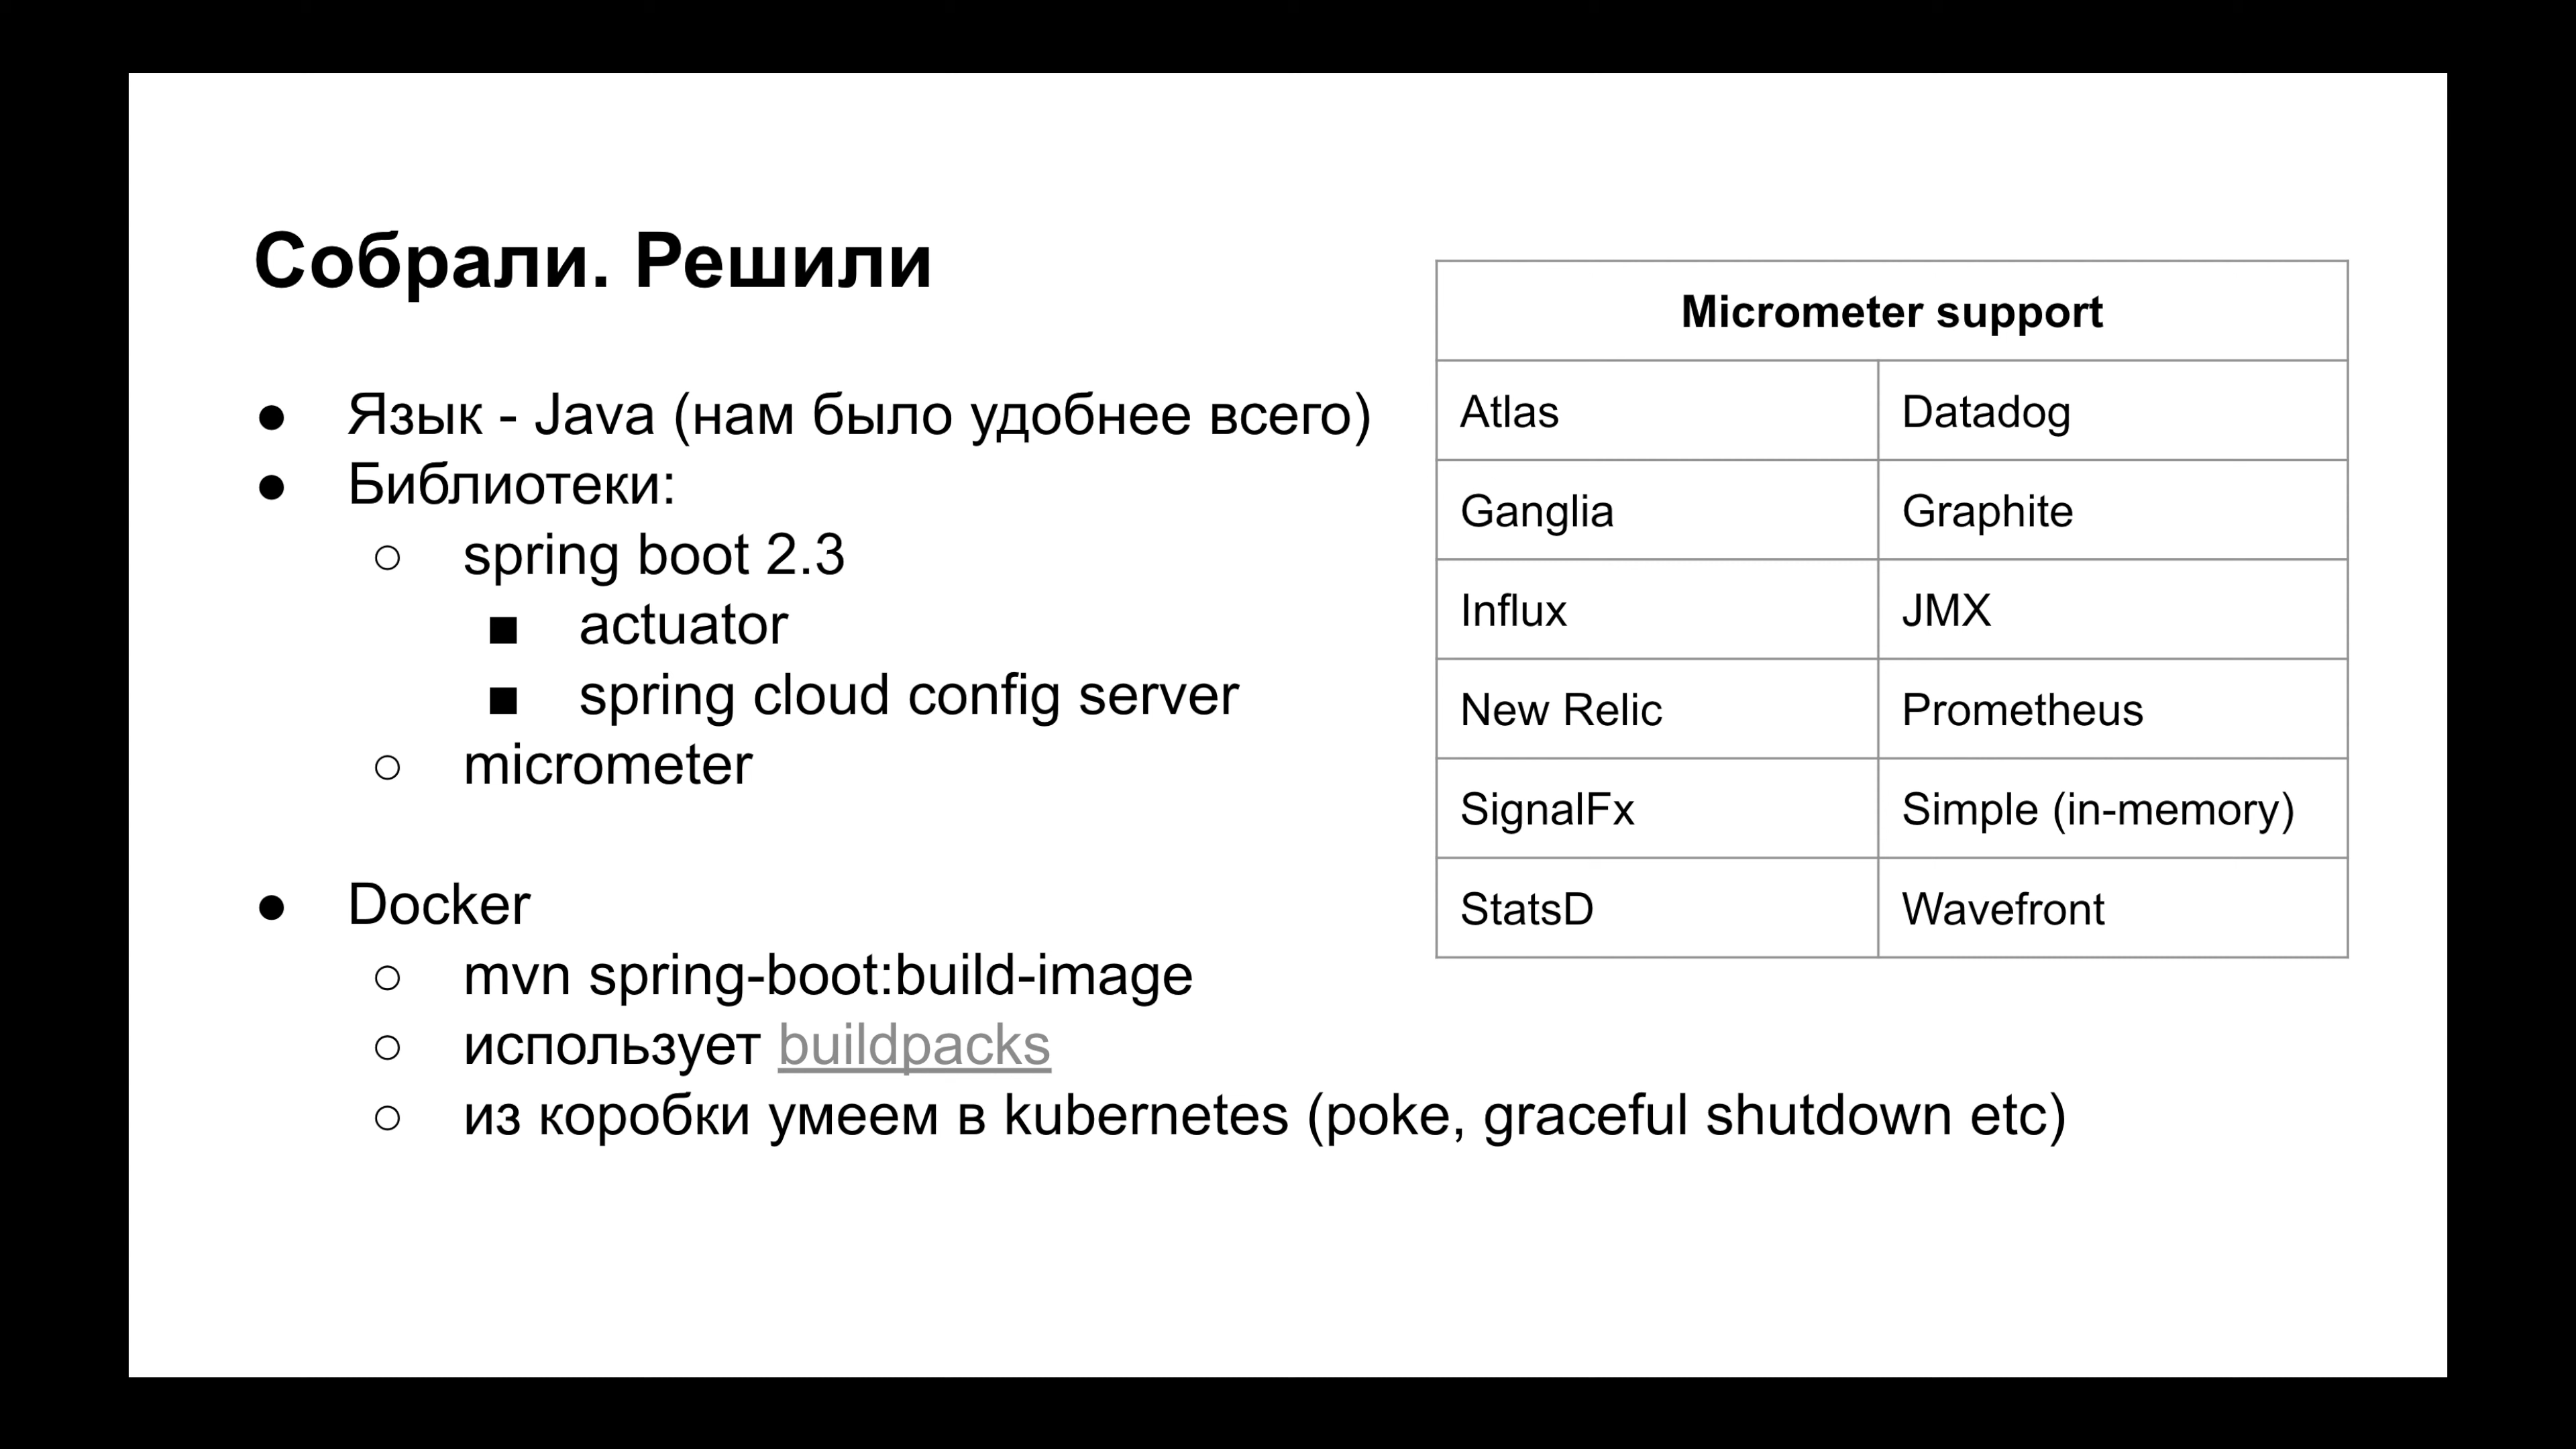 Собрали. Решили
● Язык - Java (нам было удобнее всего)
● Библиотеки:
○ spring boot 2.3
■ actuator
■ spring cloud config server
○ micrometer
● Docker
○ mvn spring-boot:build-image
○ использует buildpacks
○ из коробки умеем в kubernetes (poke, graceful shutdown etc)
Micrometer support
Atlas Datadog
Ganglia Graphite
Influx JMX
New Relic Prometheus
SignalFx Simple (in-memory)
StatsD Wavefront